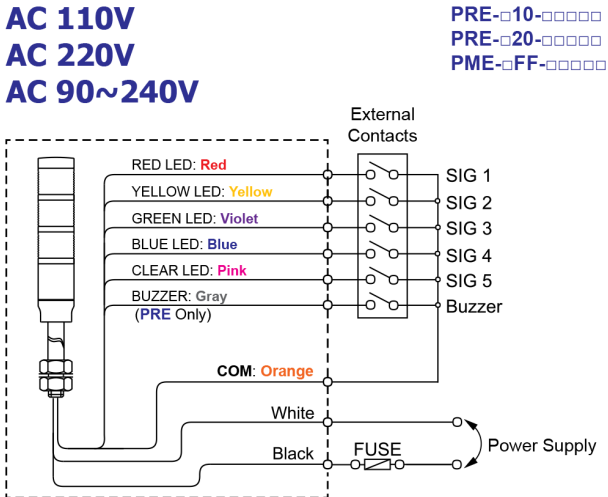 AC 110V
AC 220V
AC 90~240V
PRE-□10-□□□□□
PRE-□20-□□□□□
PME-□FF-□□□□□
External
Contacts
RED LED: Red
SIG 1
YELLOW LED: Yellow
SIG 2
GREEN LED: Violet
SIG 3
BLUE LED: Blue
SIG 4
CLEAR LED: Pink
SIG 5
BUZZER: Gray
(PRE Only)
Buzzer
COM: Orange
White
Black
FUSE
Power Supply